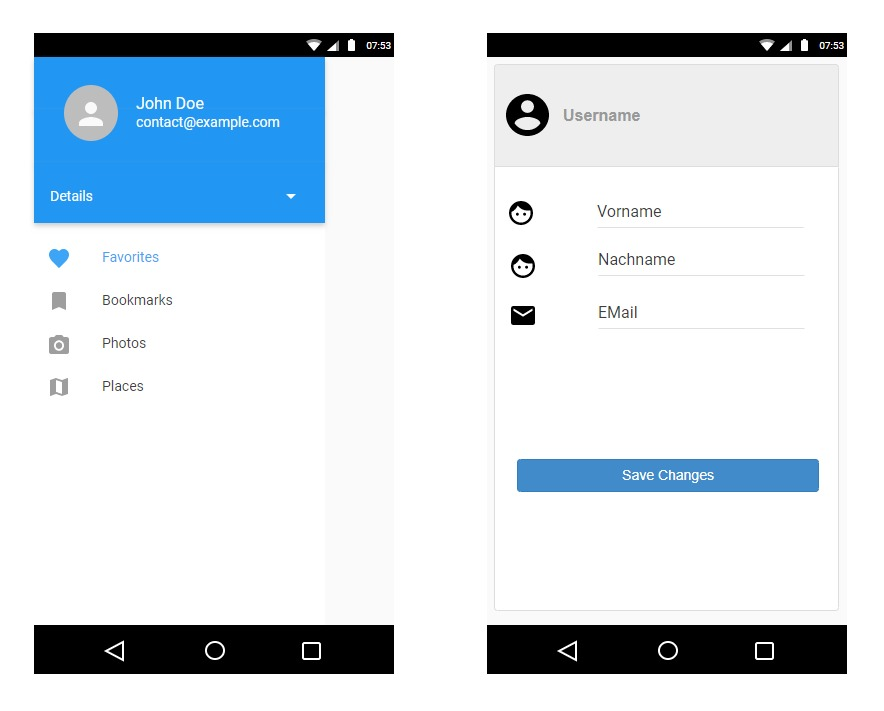 07:53
John Doe
contact@example.com
Details
Favorites
Bookmarks
Photos
Places
07:53
Username
Vorname
Nachname
EMail
Save Changes